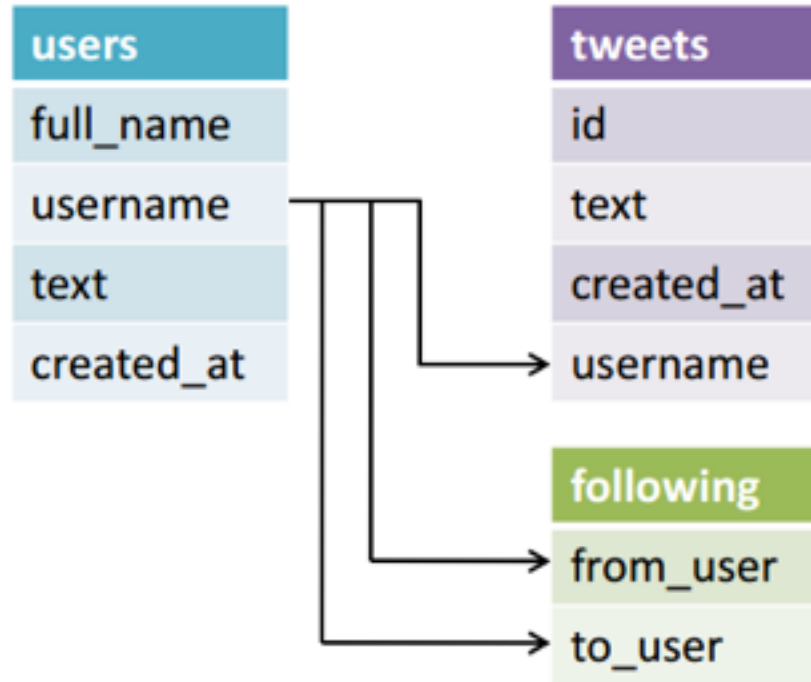 users
full_name
username
text
created_at
tweets
id
text
created_at
username
following
from_user
to_user